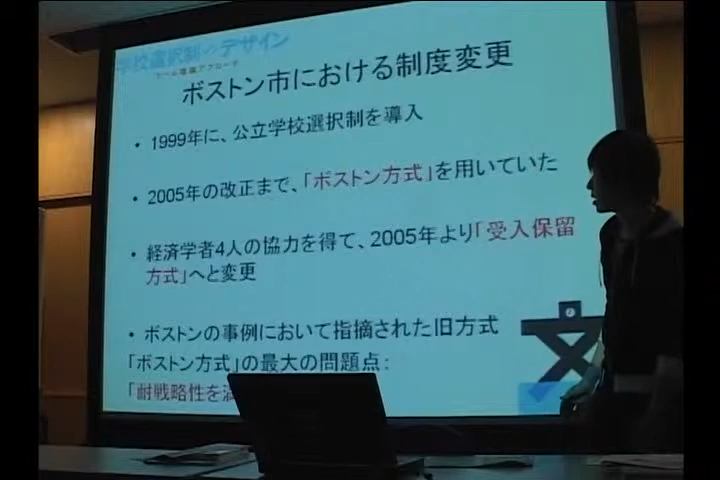 学校選択制のデザイン
ゲーム理論アプローチ
ボストン市における制度変更
• 1999年に、公立学校選択制を導入
• 2005年の改正まで、「ボストン方式」を用いていた
• 経済学者4人の協力を得て、2005年より「受入保留
方式」へと変更
• ボストンの事例において指摘された旧方式
「ボストン方式」の最大の問題点:
「耐戦略性を
文